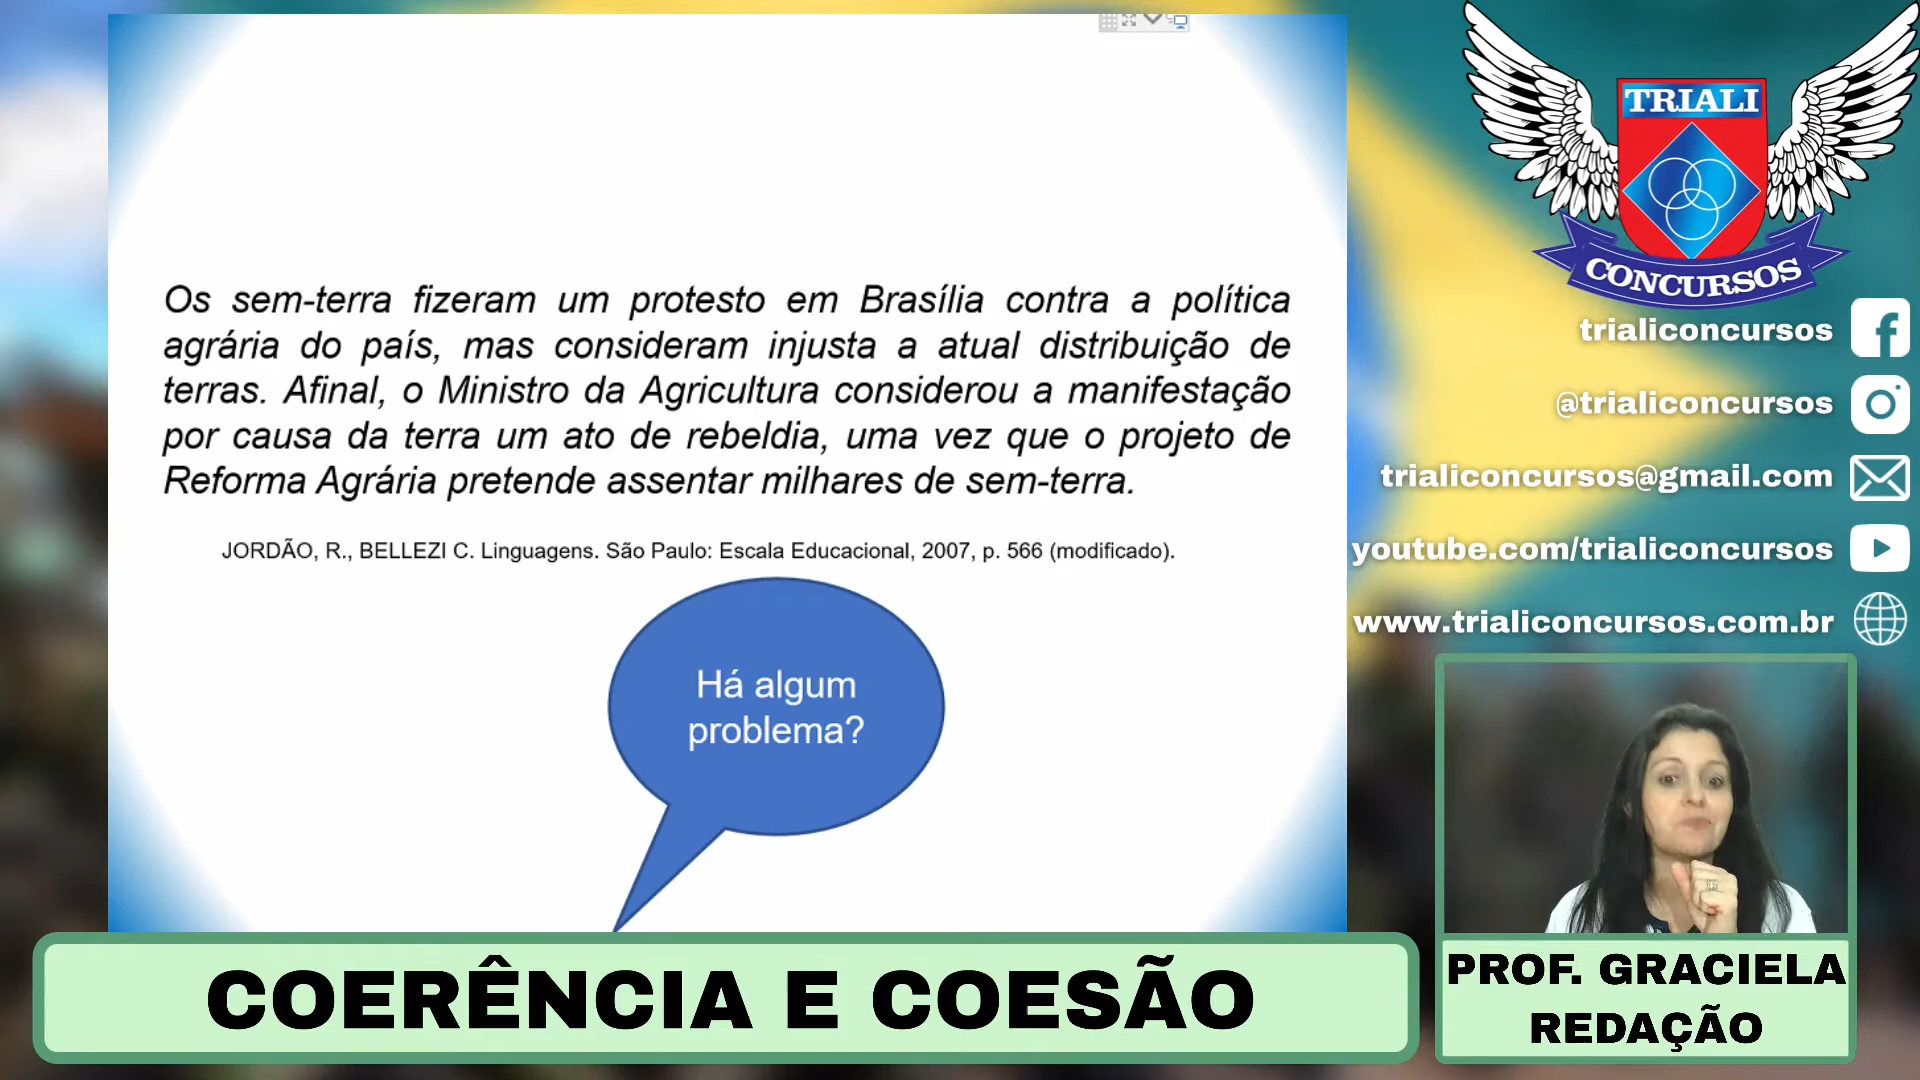 Os sem-terra fizeram um protesto em Brasília contra a política
agrária do país, mas consideram injusta a atual distribuição de
terras. Afinal, o Ministro da Agricultura considerou a manifestação
por causa da terra um ato de rebeldia, uma vez que o projeto de
Reforma Agrária pretende assentar milhares de sem-terra.
JORDÃO, R., BELLEZI C. Linguagens. São Paulo: Escala Educacional, 2007, p. 566 (modificado).
Há algum
problema?
COERÊNCIA E COESÃO
TRIALI
CONCURSOS
trialiconcursos
@trialiconcursos
trialiconcursos@gmail.com
youtube.com/trialiconcursos
www.trialiconcursos.com.br
PROF. GRACIELA
REDAÇÃO